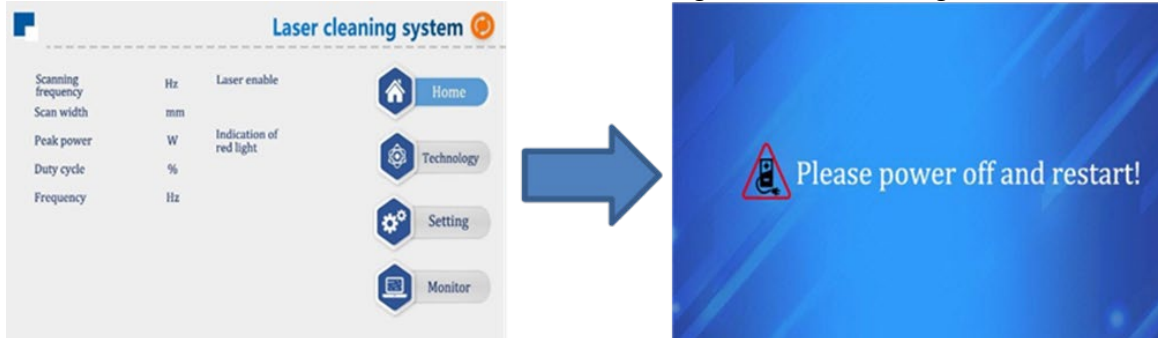 Laser cleaning system
Scanning
frequency
Hz
Laser enable
Home
Scan width
mm
Peak power
W
Indication of
red light
Technology
Duty cycle
%
Frequency
Hz
Setting
Monitor
Please power off and restart!